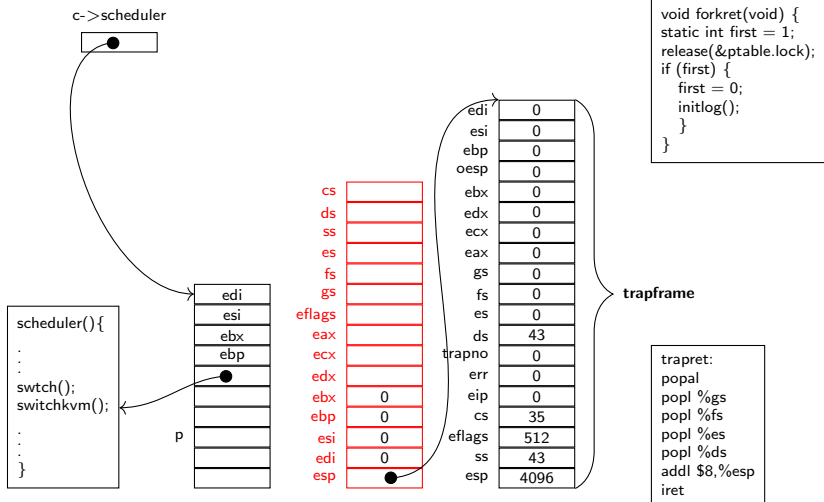 c->scheduler
edi
esi
ebx
ebp
p
scheduler(){
.
.
.
swtch();
switchkvm();
.
.
.
}
cs
ds
ss
es
fs
gs
eflags
eax
ecx
edx
ebx 0
ebp 0
esi 0
edi 0
esp
edi 0
esi 0
ebp 0
oesp 0
ebx 0
edx 0
ecx 0
eax 0
gs 0
fs 0
es 0
ds 43
trapno 0
err 0
eip 0
cs 35
eflags 512
ss 43
esp 4096
trapframe
void forkret(void) {
static int first = 1;
release(&ptable.lock);
if (first) {
first = 0;
initlog();
}
}
trapret:
popal
popl %gs
popl %fs
popl %es
popl %ds
addl $8,%esp
iret